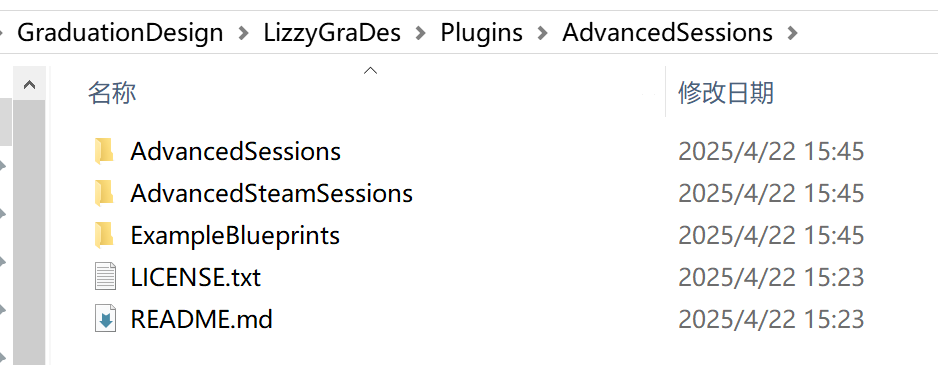 GraduationDesign > LizzyGraDes > Plugins > AdvancedSessions >
名称 修改日期
AdvancedSessions 2025/4/22 15:45
AdvancedSteamSessions 2025/4/22 15:45
ExampleBlueprints 2025/4/22 15:45
LICENSE.txt 2025/4/22 15:23
README.md 2025/4/22 15:23